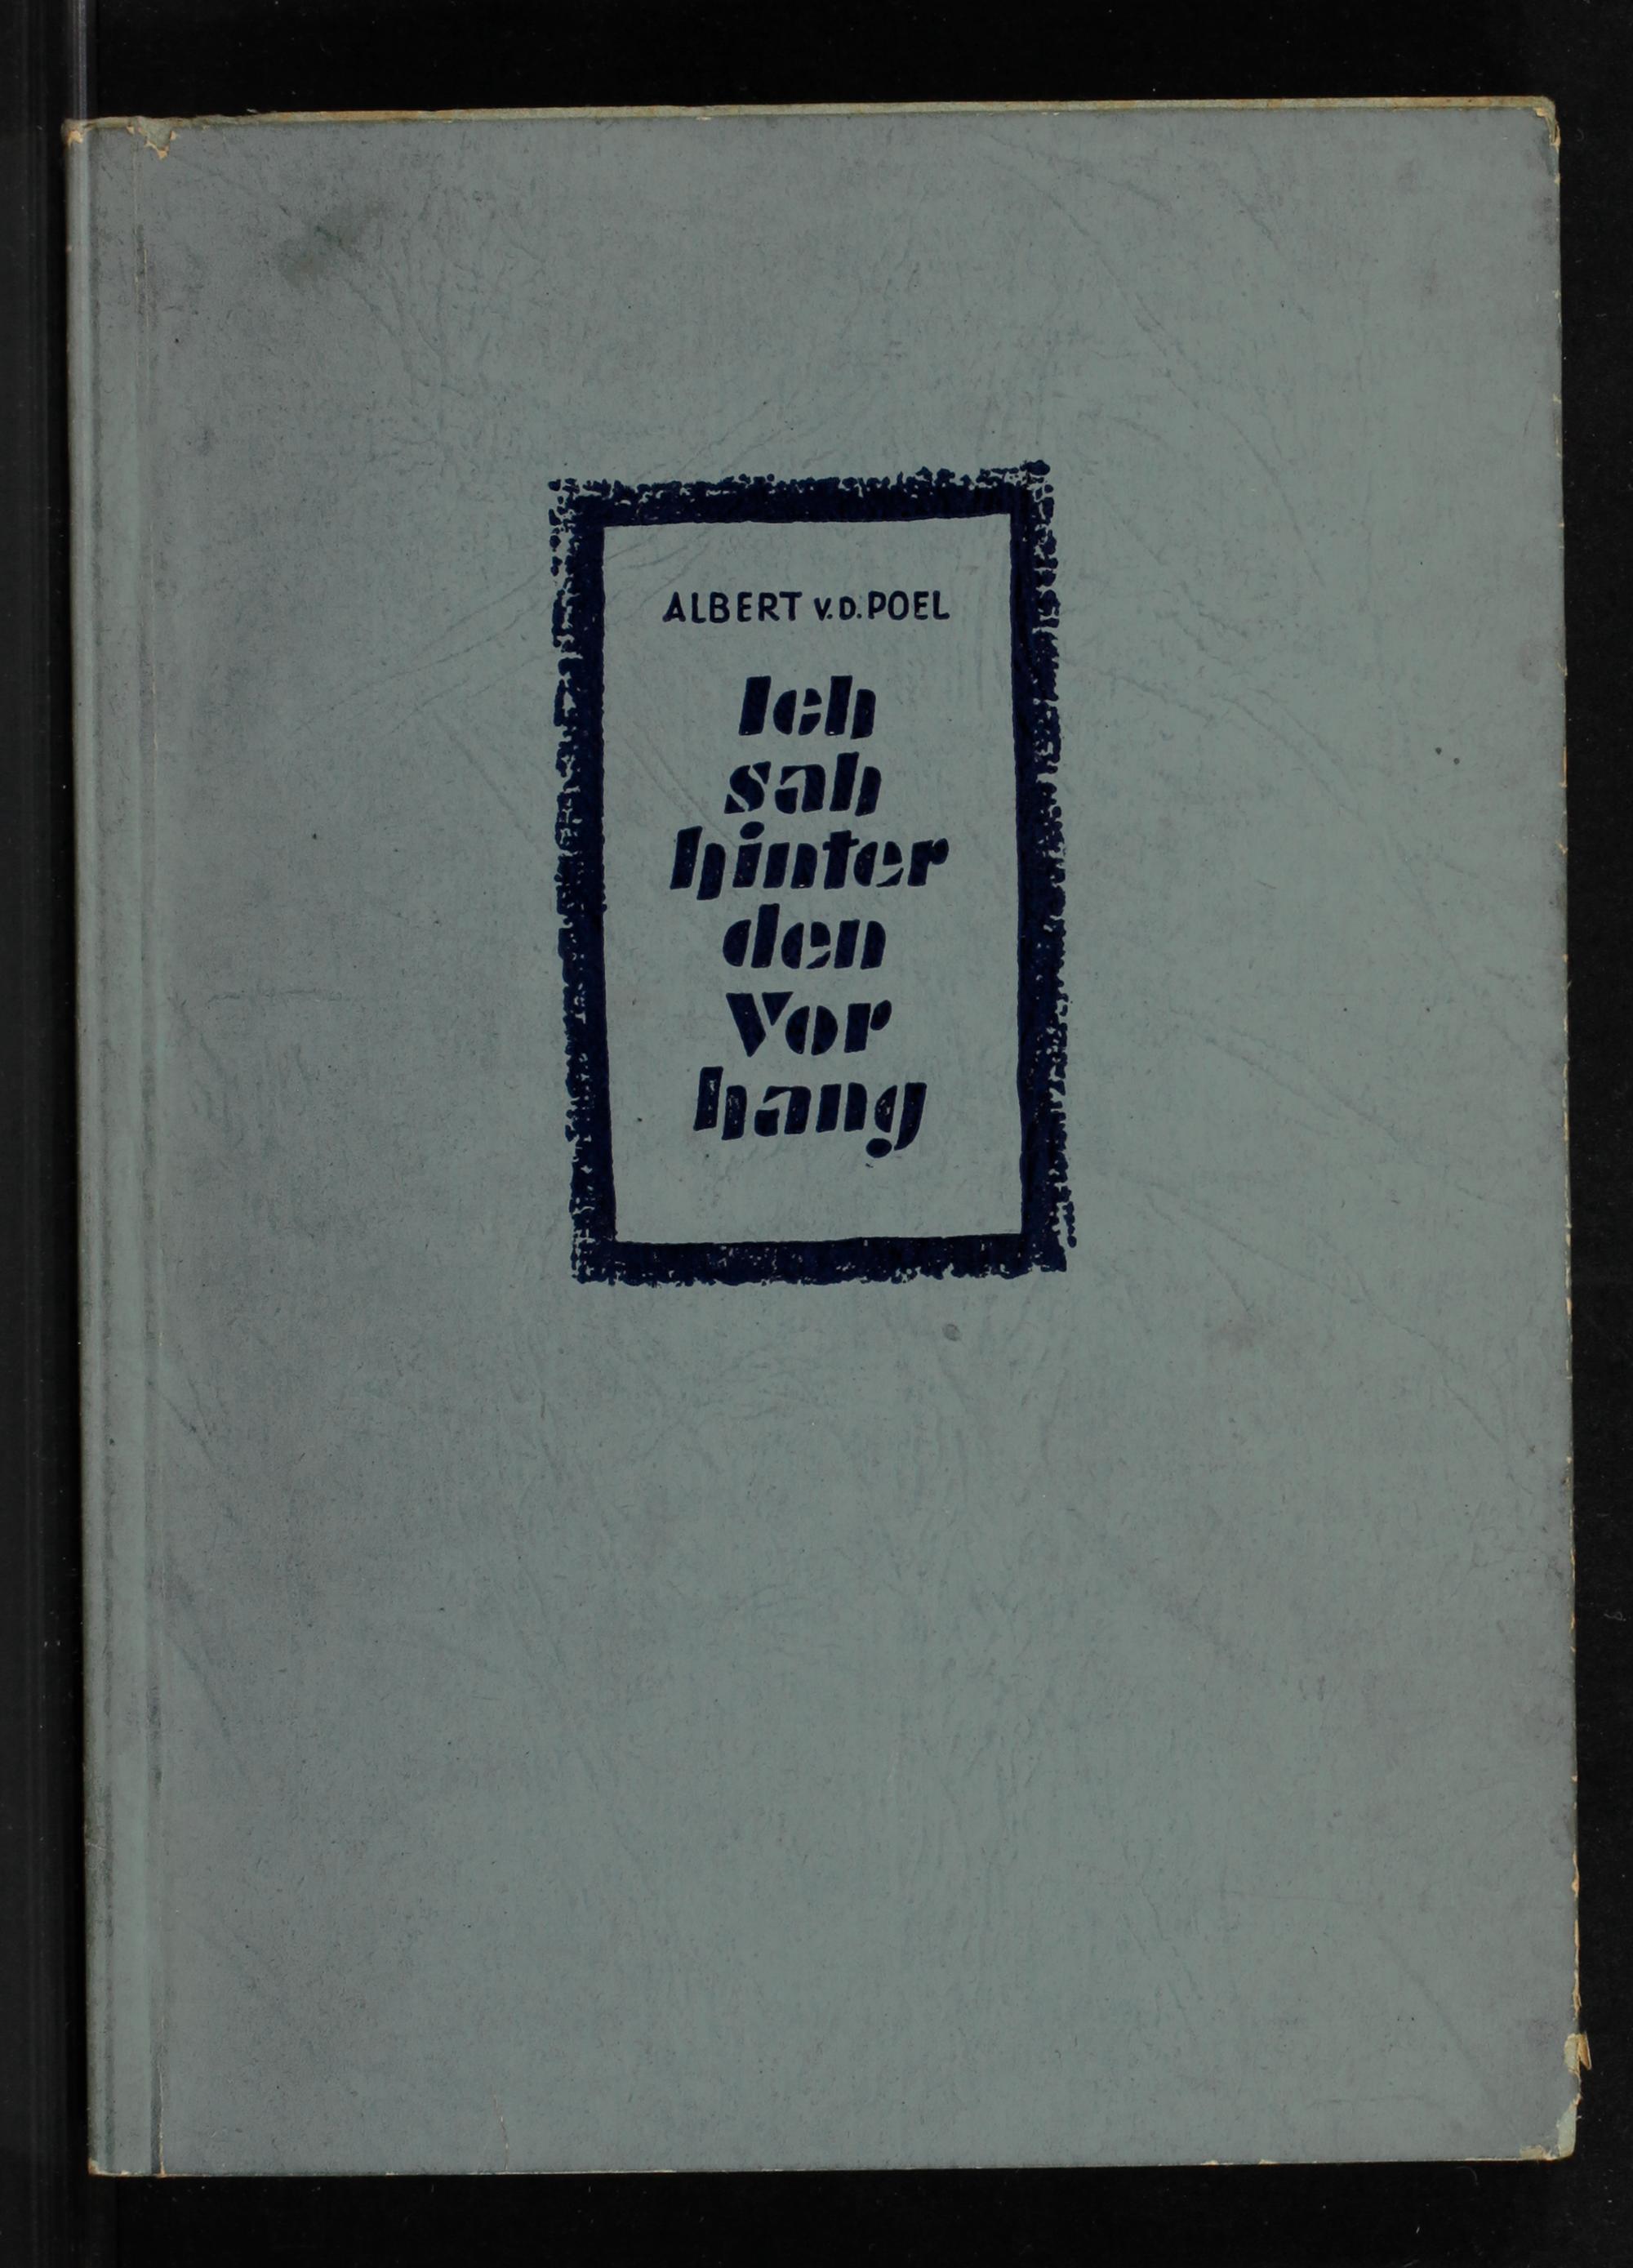 ALBERT V.D. POEL
Ich
sah
hinter
den
Vor
hang